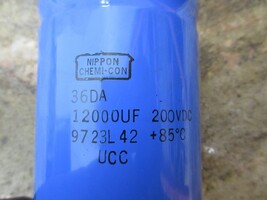 NIPPON
CHEMI-CON
36DA
12000UF 200VDC
9723L42 +85°C
UCC